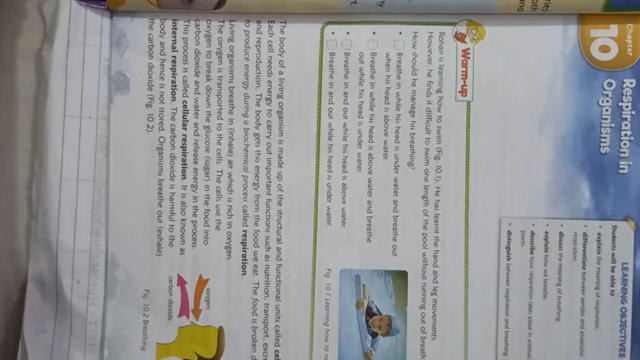 Chapter
10
Respiration in
Organisms
LEARNING OBJECTIVES
Students will be able to
• explain the meaning of respiration.
• differentiate between aerobic and anaerobic
respiration.
• discuss the meaning of breathing.
• explain how we breathe.
• describe how respiration takes place in animals
plants.
• distinguish between respiration and breathing.
Warm-up
Rohan is learning how to swim (Fig. 10.1). He has learnt the hand and leg movements.
However, he finds it difficult to swim one length of the pool without running out of breath.
How should he manage his breathing?
• Breathe in while his head is under water and breathe out
when his head is above water.
• Breathe in while his head is above water and breathe
out while his head is under water.
• Breathe in and out while his head is above water.
• Breathe in and out while his head is under water.
Fig. 10.1 Learning how to
The body of a living organism is made up of the structural and functional units called
Each cell needs energy to carry out important functions such as nutrition, transport,
and reproduction. The body gets this energy from the food we eat. The food is broken
to produce energy during a biochemical process called respiration.
Living organisms breathe in (inhale) air which is rich in oxygen.
The oxygen is transported to the cells. The cells use the
oxygen to break down the glucose (sugar) in the food into
carbon dioxide and water and release energy in the process.
This process is called cellular respiration. It is also known as
internal respiration. The carbon dioxide is harmful to the
body and hence is not stored. Organisms breathe out (exhale)
the carbon dioxide (Fig. 10.2).
oxygen
carbon dioxide
Fig. 10.2 Breathing